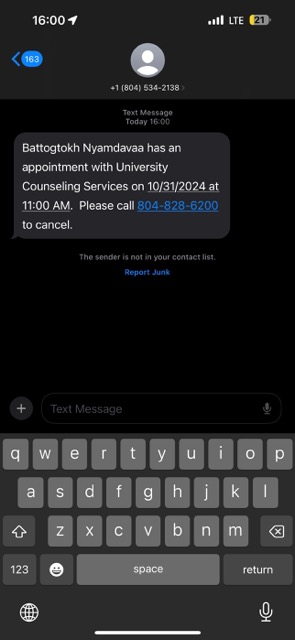 16:00
LTE 21
163
+1 (804) 534-2138
Text Message
Today 16:00
Battogtokh Nyamdavaa has an
appointment with University
Counseling Services on 10/31/2024 at
11:00 AM. Please call 804-828-6200
to cancel.
The sender is not in your contact list.
Report Junk
Text Message
q w e r t y u i o p
a s d f g h j k l
z x c v b n m
123 space return